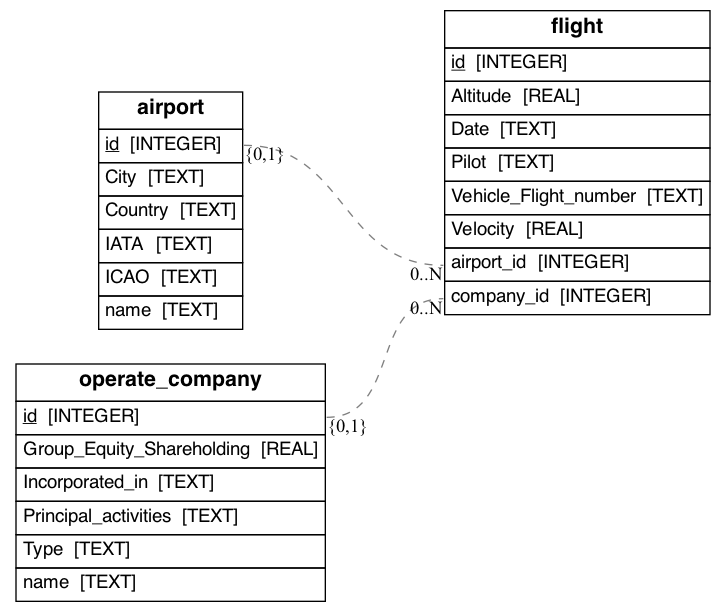 airport
id [INTEGER]
City [TEXT]
Country [TEXT]
IATA [TEXT]
ICAO [TEXT]
name [TEXT]
{0,1}
flight
id [INTEGER]
Altitude [REAL]
Date [TEXT]
Pilot [TEXT]
Vehicle_Flight_number [TEXT]
Velocity [REAL]
airport_id [INTEGER]
company_id [INTEGER]
0..N
0..N
operate_company
id [INTEGER]
Group_Equity_Shareholding [REAL]
Incorporated_in [TEXT]
Principal_activities [TEXT]
Type [TEXT]
name [TEXT]
{0,1}